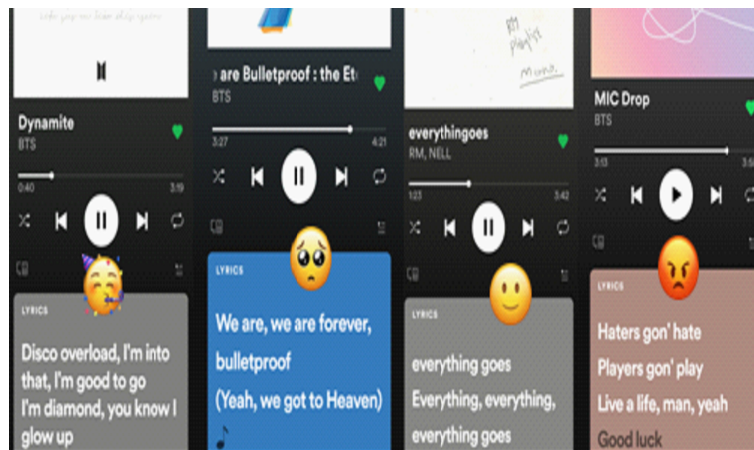 Dynamite
BTS
0:40 3:19
LYRICS
Disco overload, I'm into
that, I'm good to go
I'm diamond, you know I
glow up
are Bulletproof : the Et
BTS
3:27 4:21
LYRICS
We are, we are forever,
bulletproof
(Yeah, we got to Heaven)
RM
playlist
mono.
everythingoes
RM, NELL
1:23 3:42
LYRICS
everything goes
Everything, everything,
everything goes
MIC Drop
BTS
3:13
LYRICS
Haters gon' hate
Players gon' play
Live a life, man, yeah
Good luck